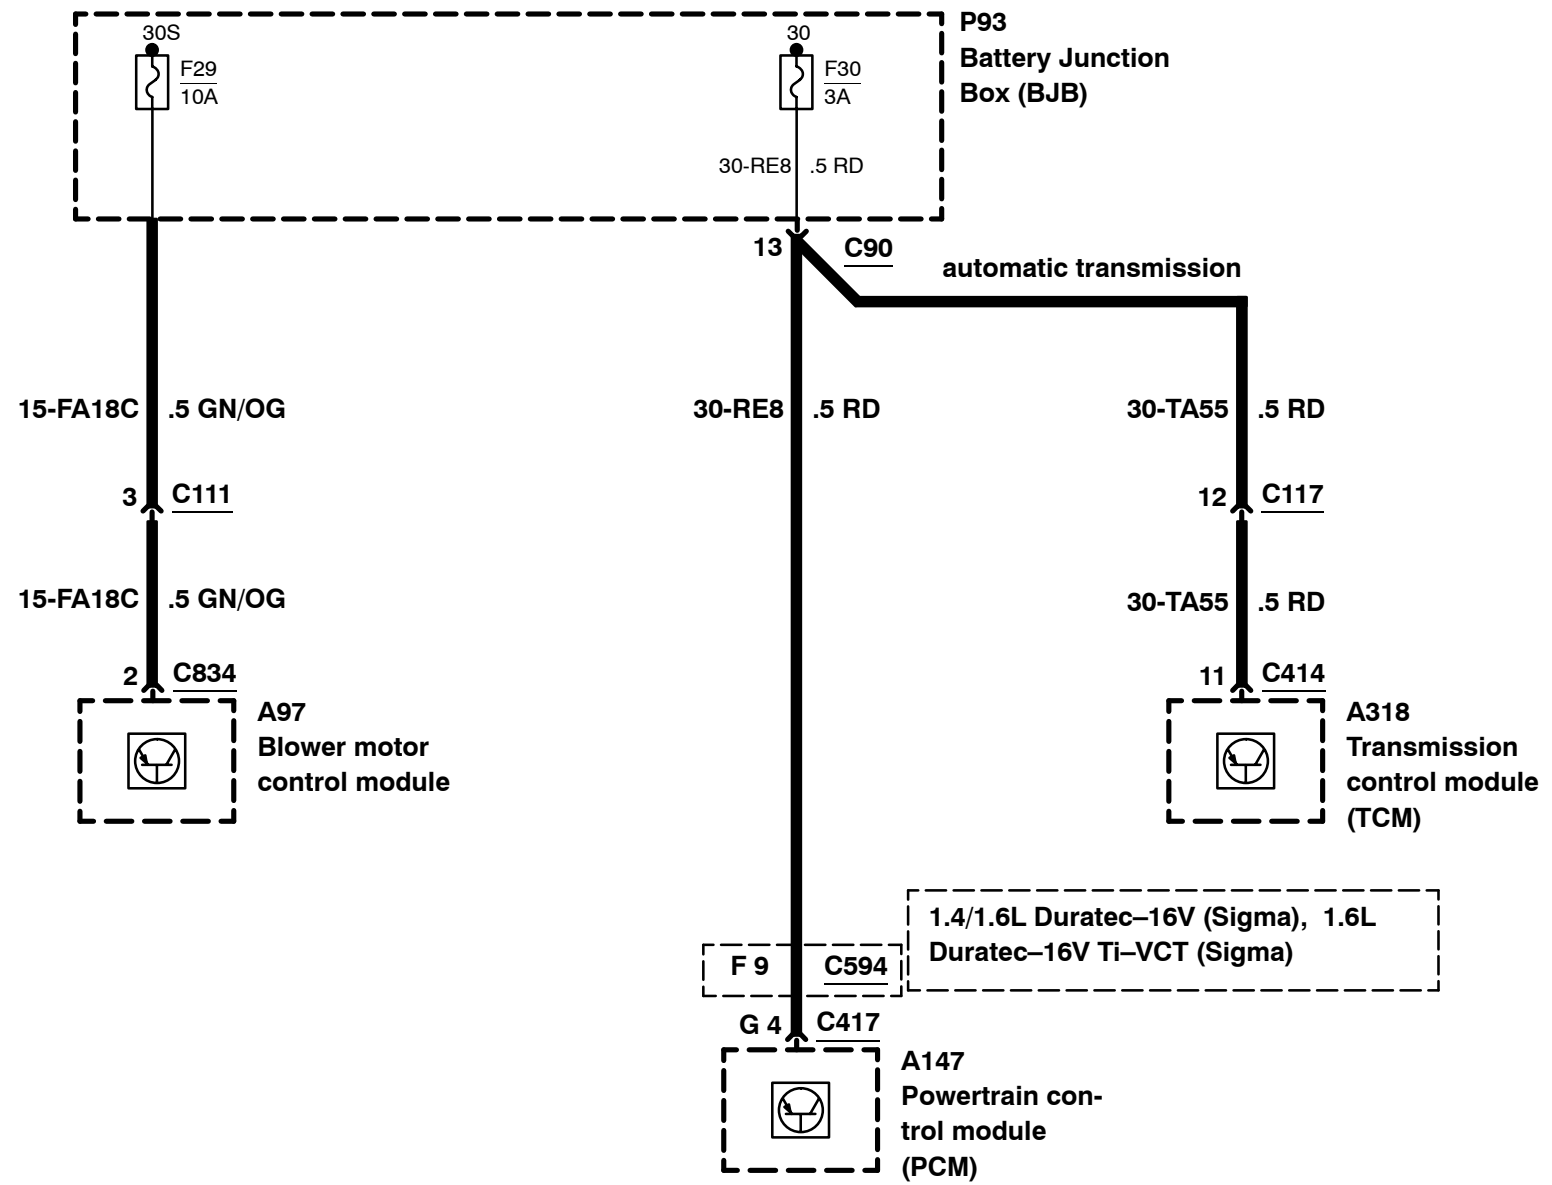 P93
Battery Junction
Box (BJB)
30S
F29
10A
30
F30
3A
30-RE8 .5 RD
13 C90
automatic transmission
15-FA18C .5 GN/OG
30-RE8 .5 RD
30-TA55 .5 RD
3 C111
12 C117
15-FA18C .5 GN/OG
30-TA55 .5 RD
2 C834
11 C414
A97
Blower motor
control module
A318
Transmission
control module
(TCM)
1.4/1.6L Duratec–16V (Sigma), 1.6L
Duratec–16V Ti–VCT (Sigma)
F 9 C594
G 4 C417
A147
Powertrain con-
trol module
(PCM)